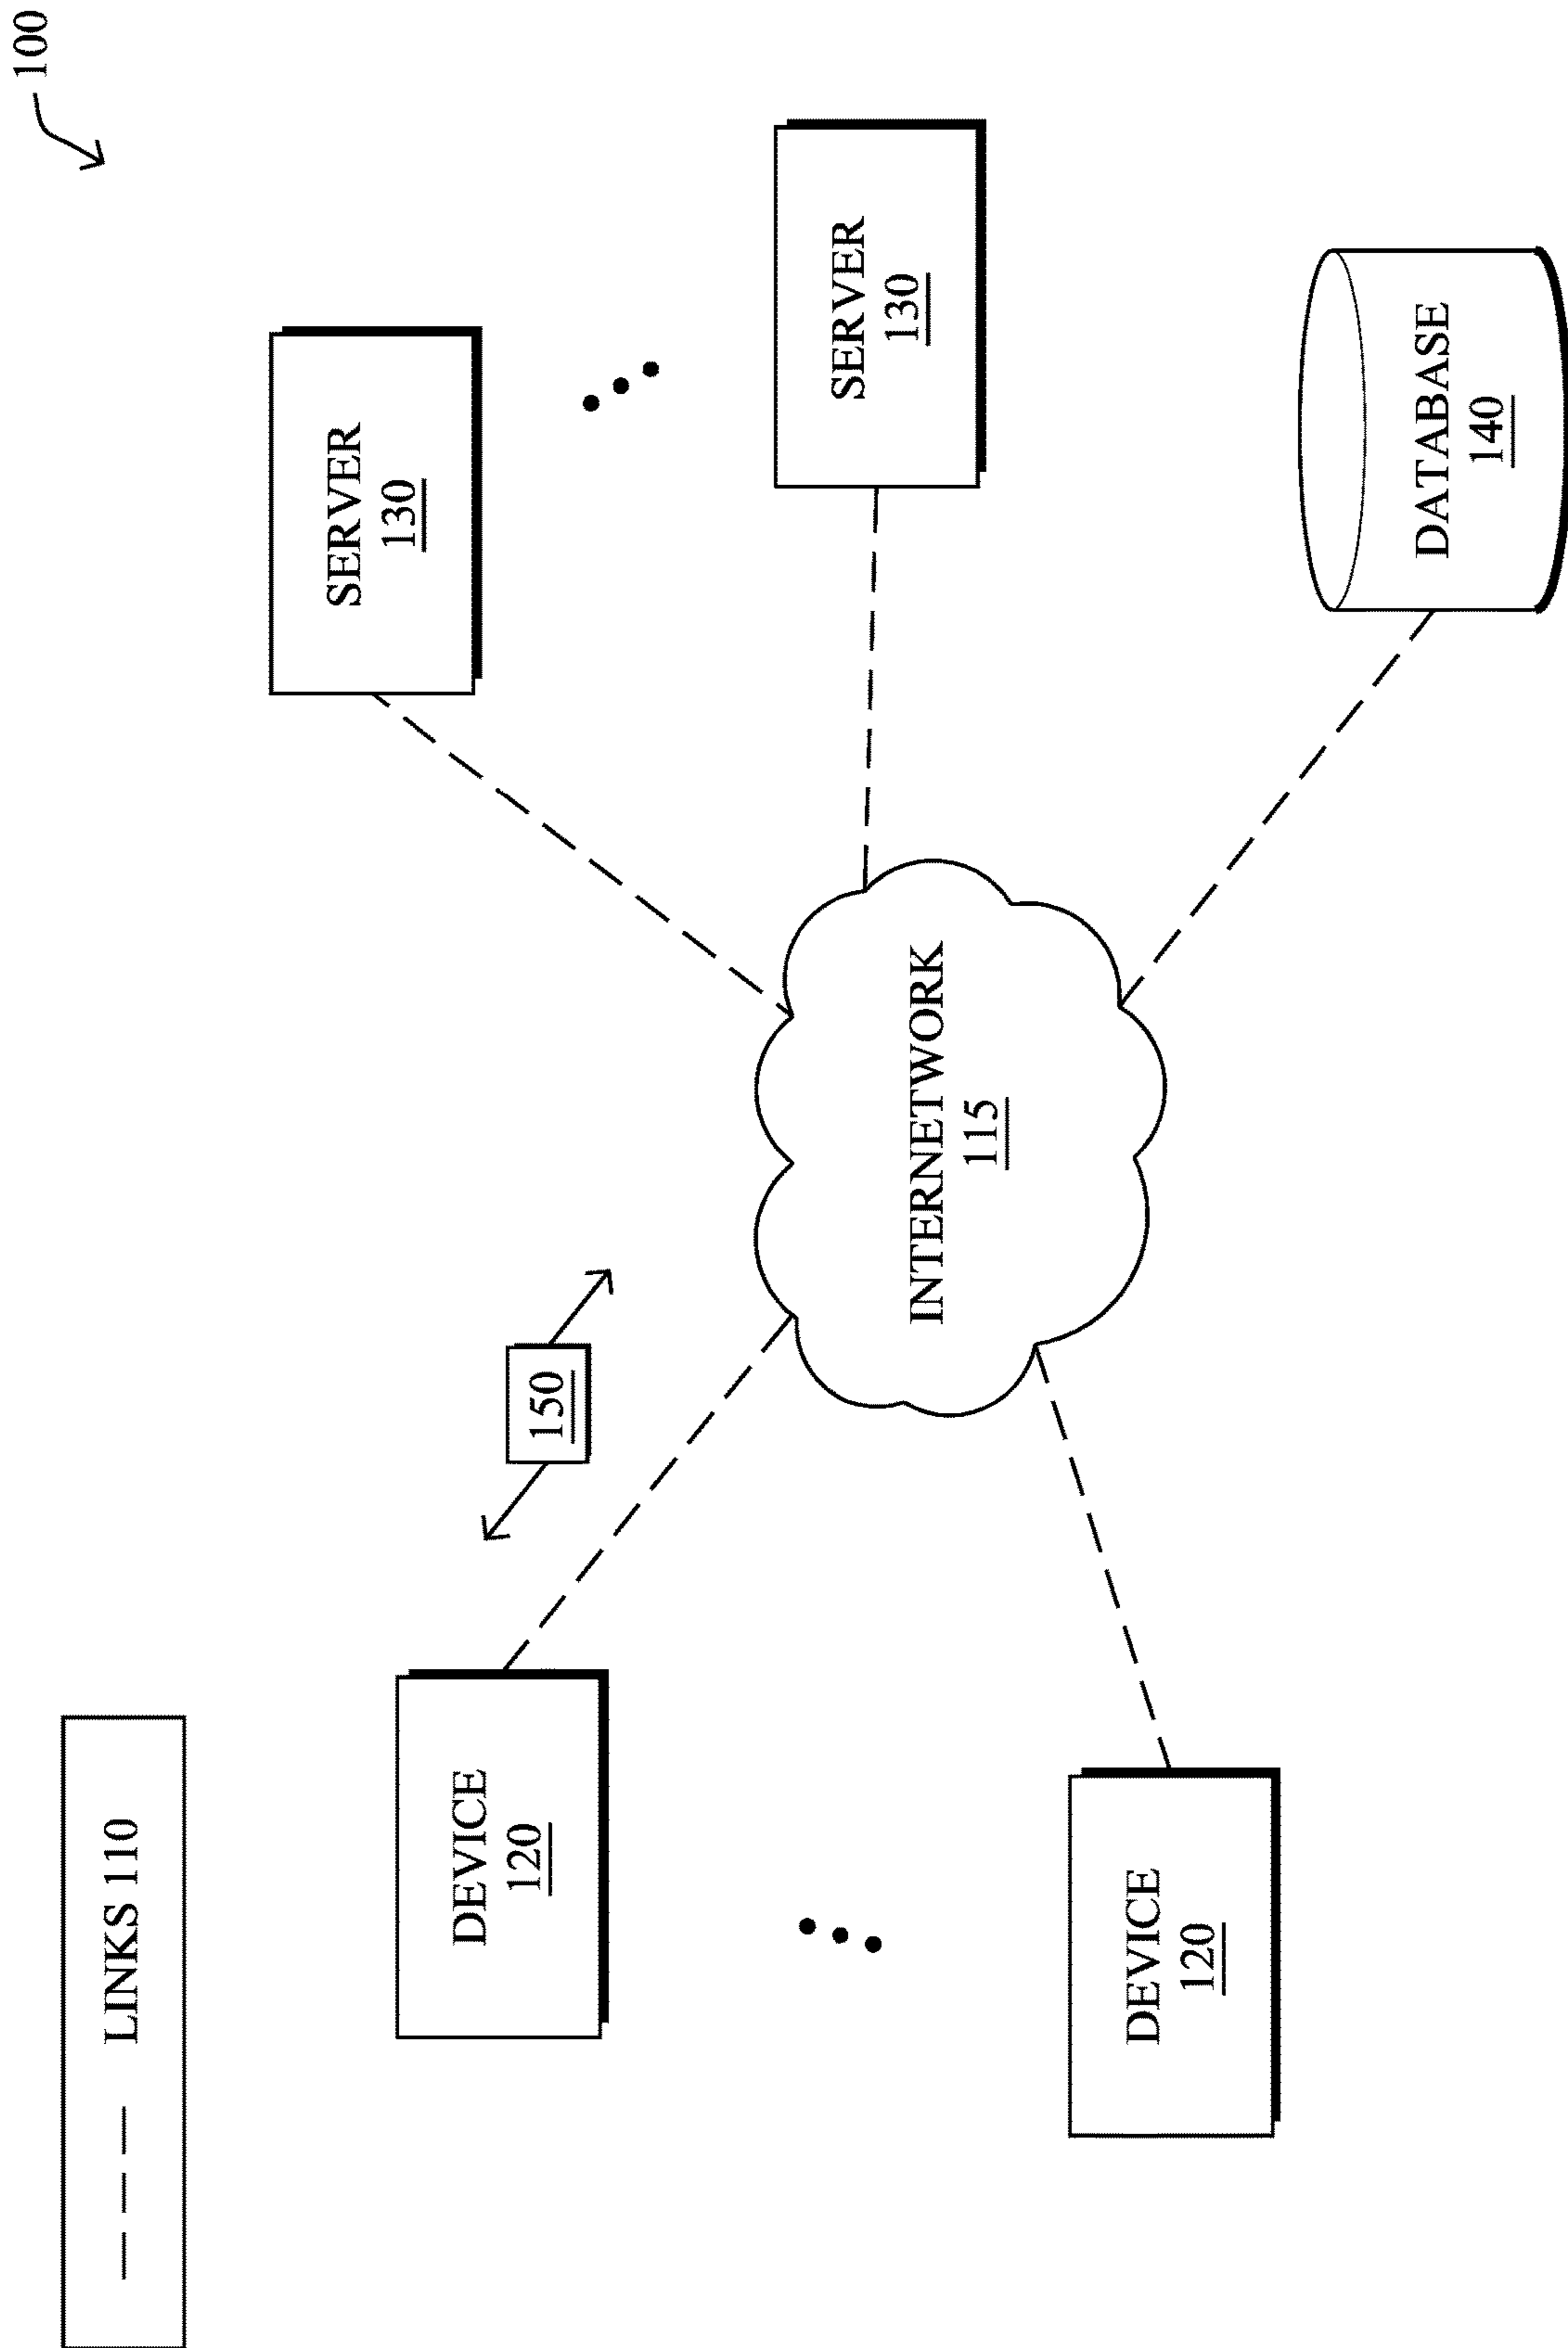 LINKS 110
100
DEVICE
120
150
SERVER
130
INTERNETWORK
115
SERVER
130
DEVICE
120
DATABASE
140